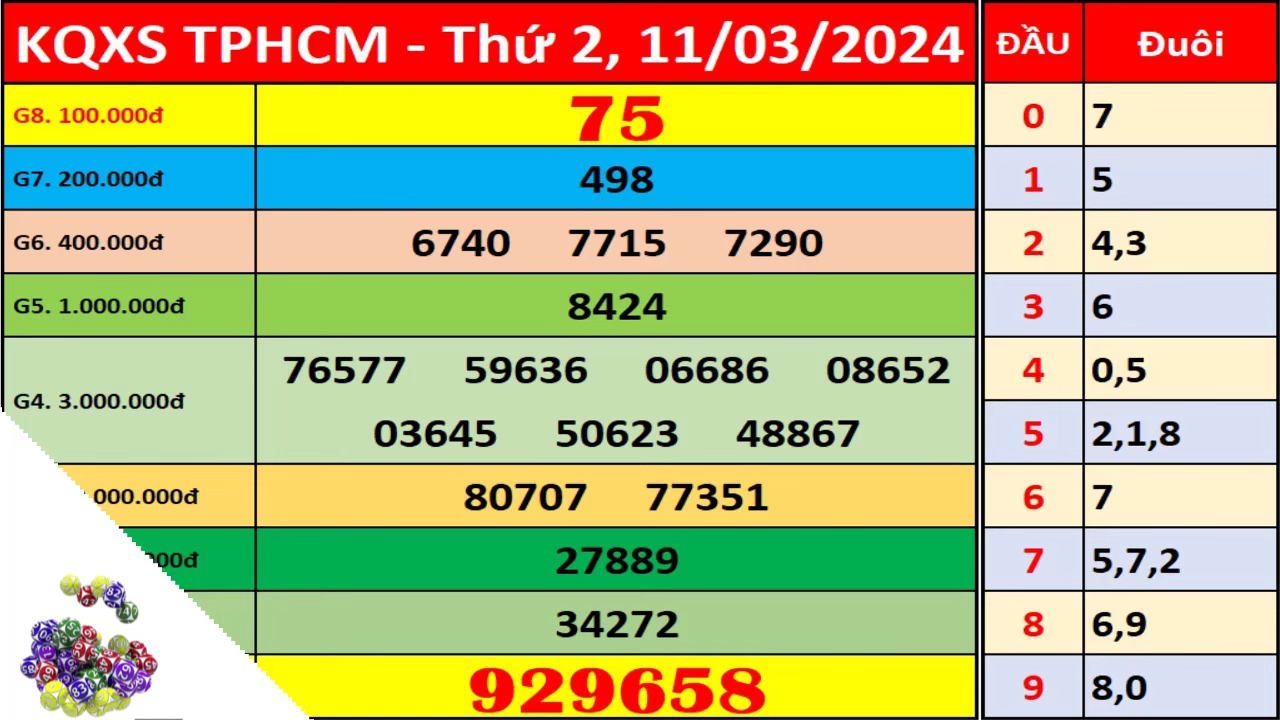 KQXS TPHCM - Thứ 2, 11/03/2024
G8. 100.000đ 75
G7. 200.000đ 498
G6. 400.000đ 6740 7715 7290
G5. 1.000.000đ 8424
G4. 3.000.000đ 76577 59636 06686 08652
03645 50623 48867
000.000đ 80707 77351
00đ 27889
34272
929658
ĐẦU Đuôi
0 7
1 5
2 4,3
3 6
4 0,5
5 2,1,8
6 7
7 5,7,2
8 6,9
9 8,0